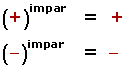 (+)impar = +
(−)impar = −